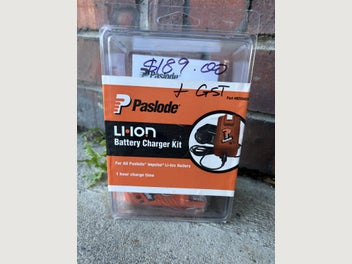 $189.00
Paslode
+ GST
Paslode®
LI-ION
Battery Charger Kit
For All Paslode® Impulse® Li-Ion Nailers
1 hour charge time